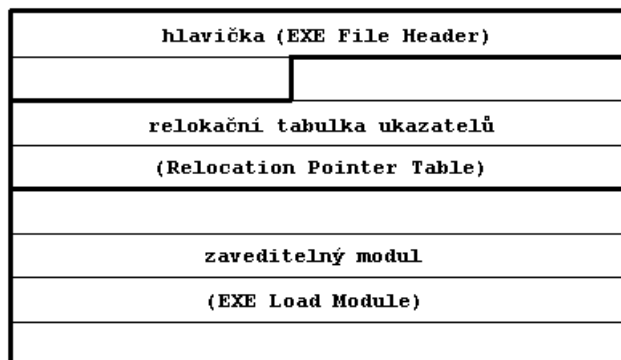 hlavička (EXE File Header)
relokační tabulka ukazatelů
(Relocation Pointer Table)
zaveditelný modul
(EXE Load Module)